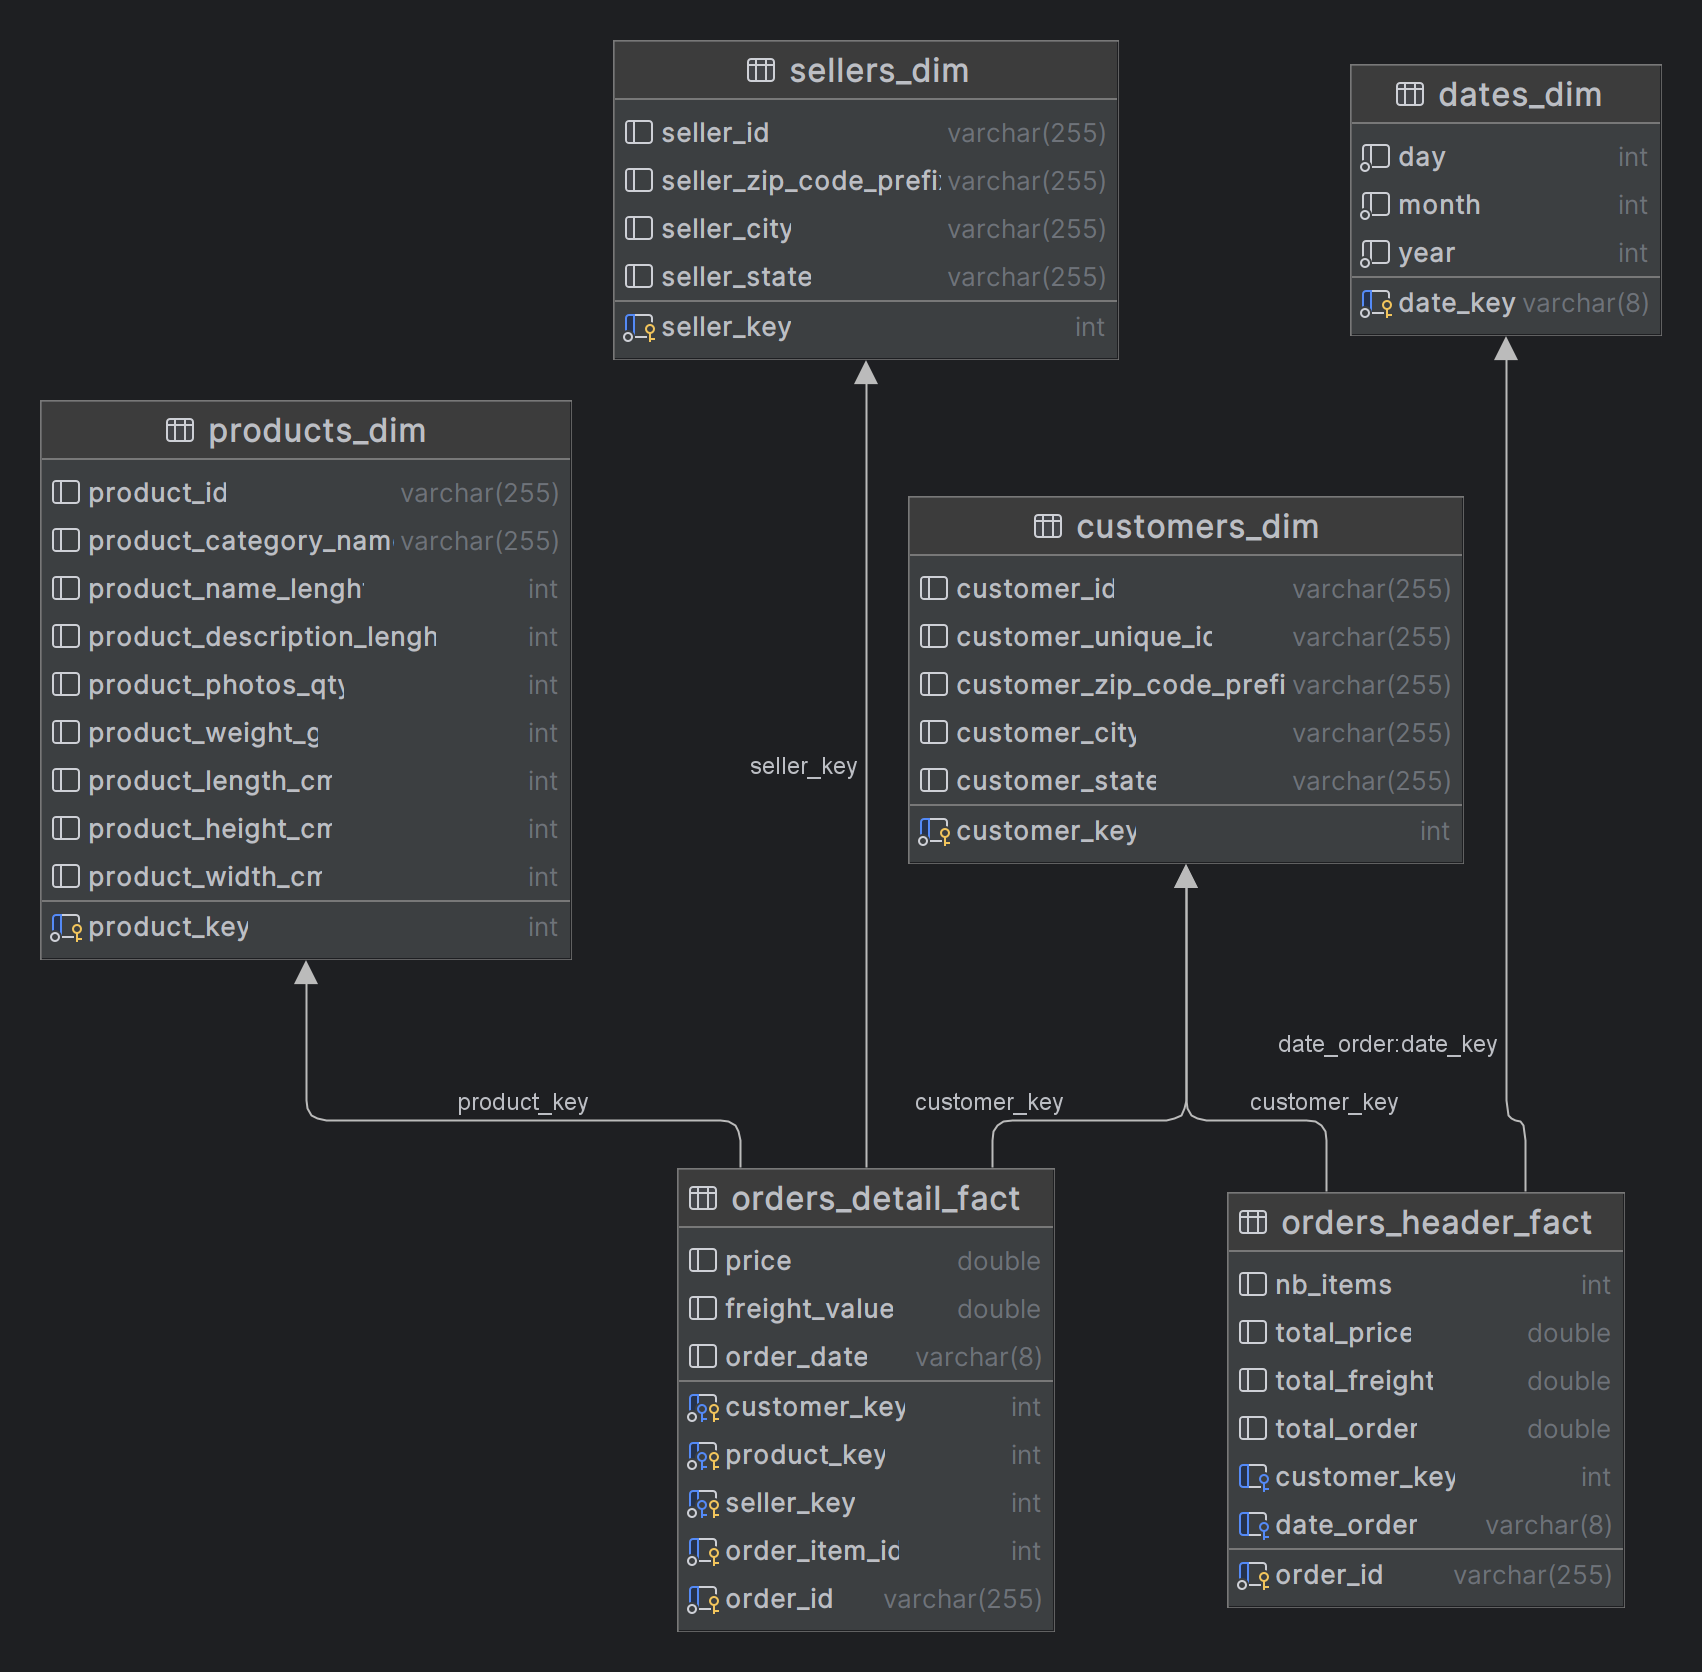 sellers_dim
seller_id varchar(255)
seller_zip_code_prefix varchar(255)
seller_city varchar(255)
seller_state varchar(255)
seller_key int
dates_dim
day int
month int
year int
date_key varchar(8)
products_dim
product_id varchar(255)
product_category_nam varchar(255)
product_name_lenght int
product_description_lengh int
product_photos_qty int
product_weight_g int
product_length_cm int
product_height_cm int
product_width_cm int
product_key int
customers_dim
customer_id varchar(255)
customer_unique_id varchar(255)
customer_zip_code_prefi varchar(255)
customer_city varchar(255)
customer_state varchar(255)
customer_key int
seller_key
date_order:date_key
product_key
customer_key
customer_key
orders_detail_fact
price double
freight_value double
order_date varchar(8)
customer_key int
product_key int
seller_key int
order_item_id int
order_id varchar(255)
orders_header_fact
nb_items int
total_price double
total_freight double
total_order double
customer_key int
date_order varchar(8)
order_id varchar(255)